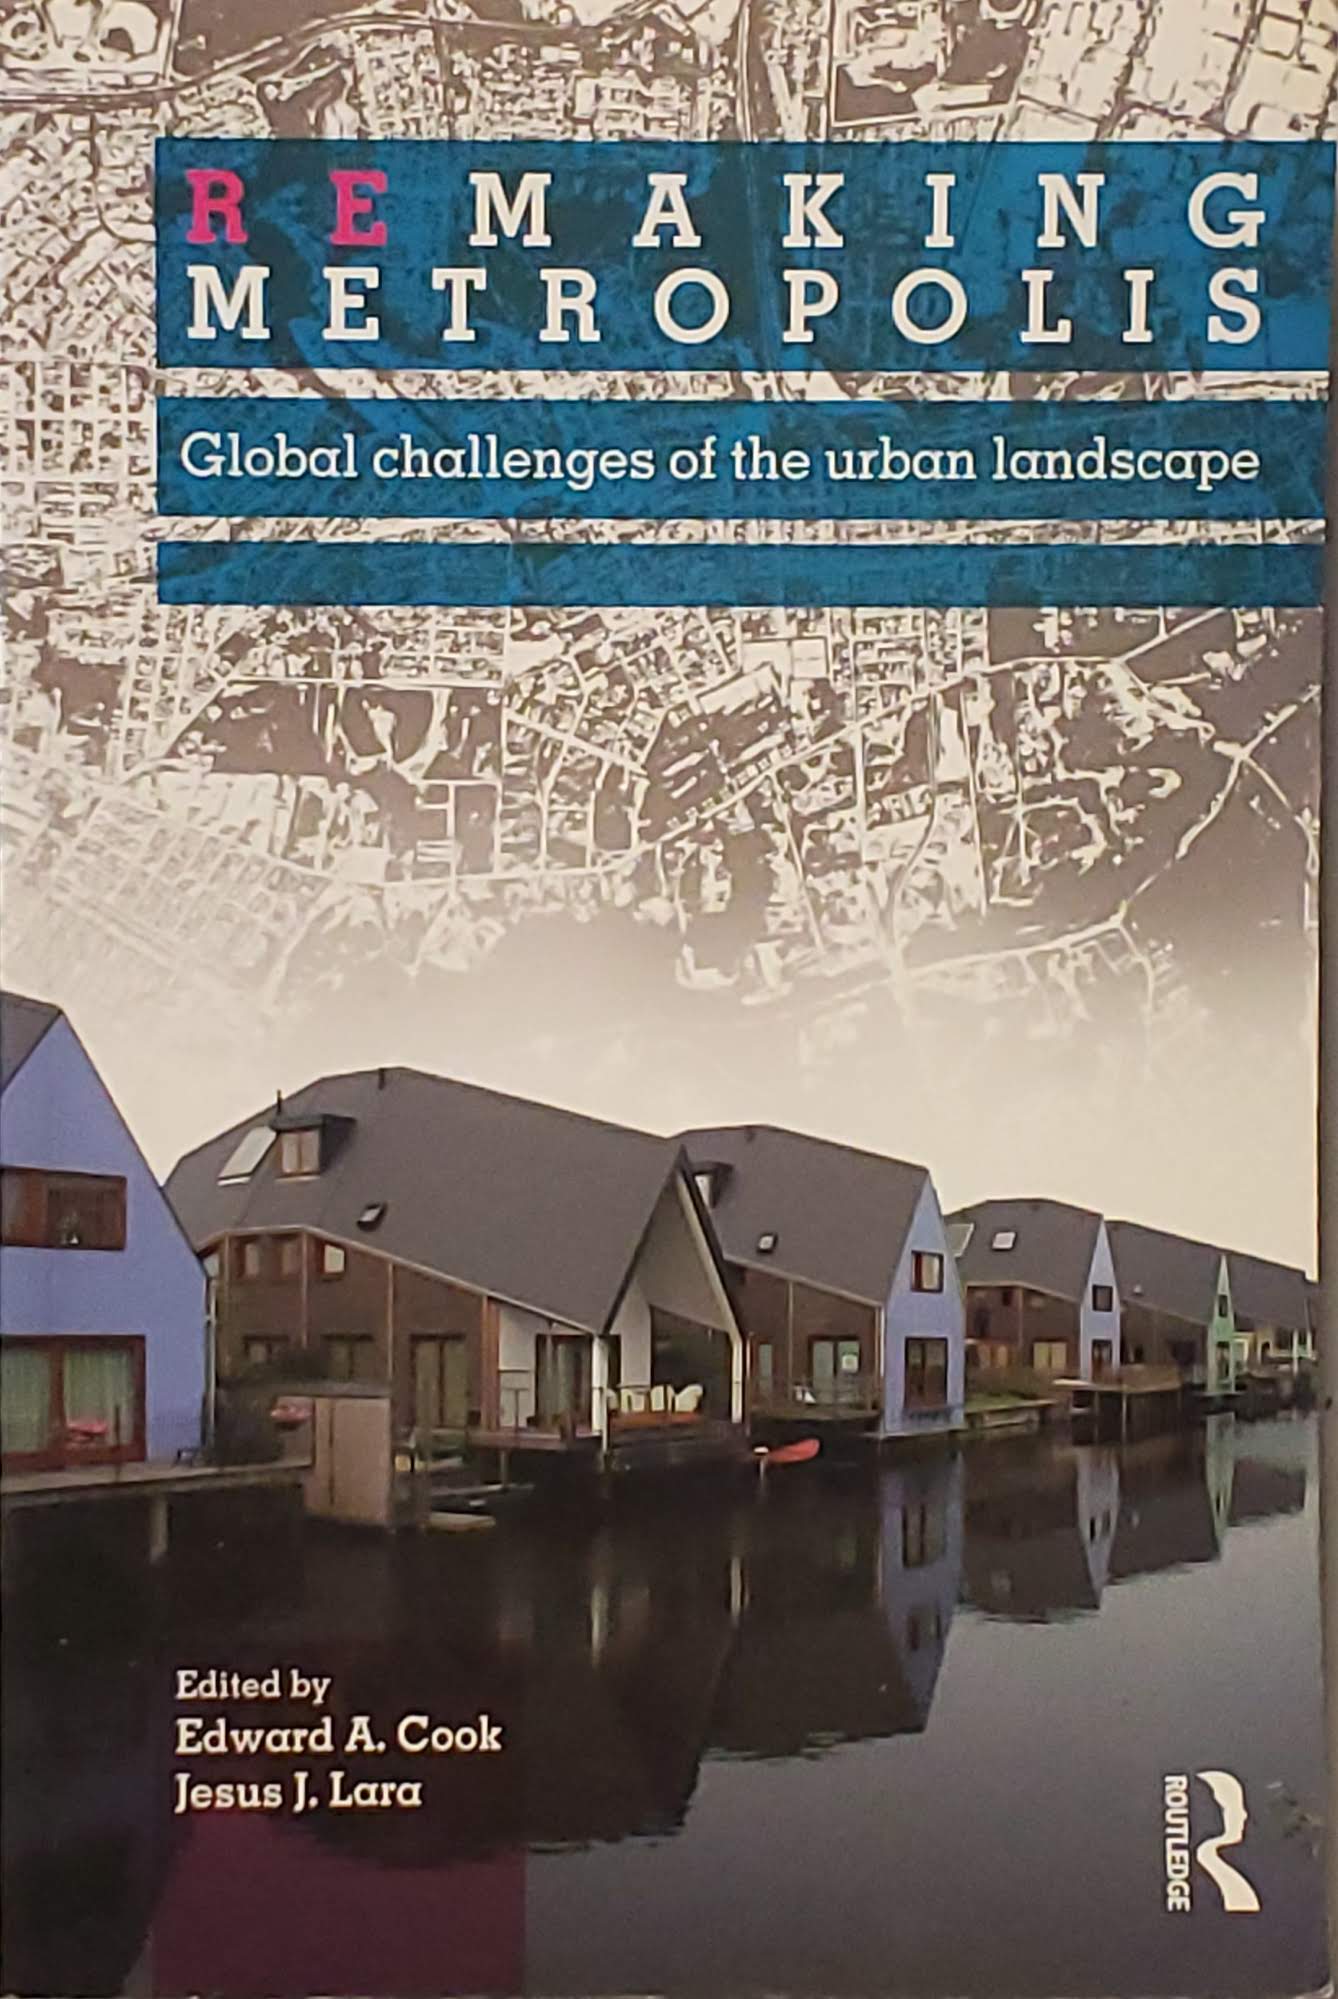 REMAKING
METROPOLIS
Global challenges of the urban landscape
Edited by
Edward A. Cook
Jesus J. Lara
ROUTLEDGE